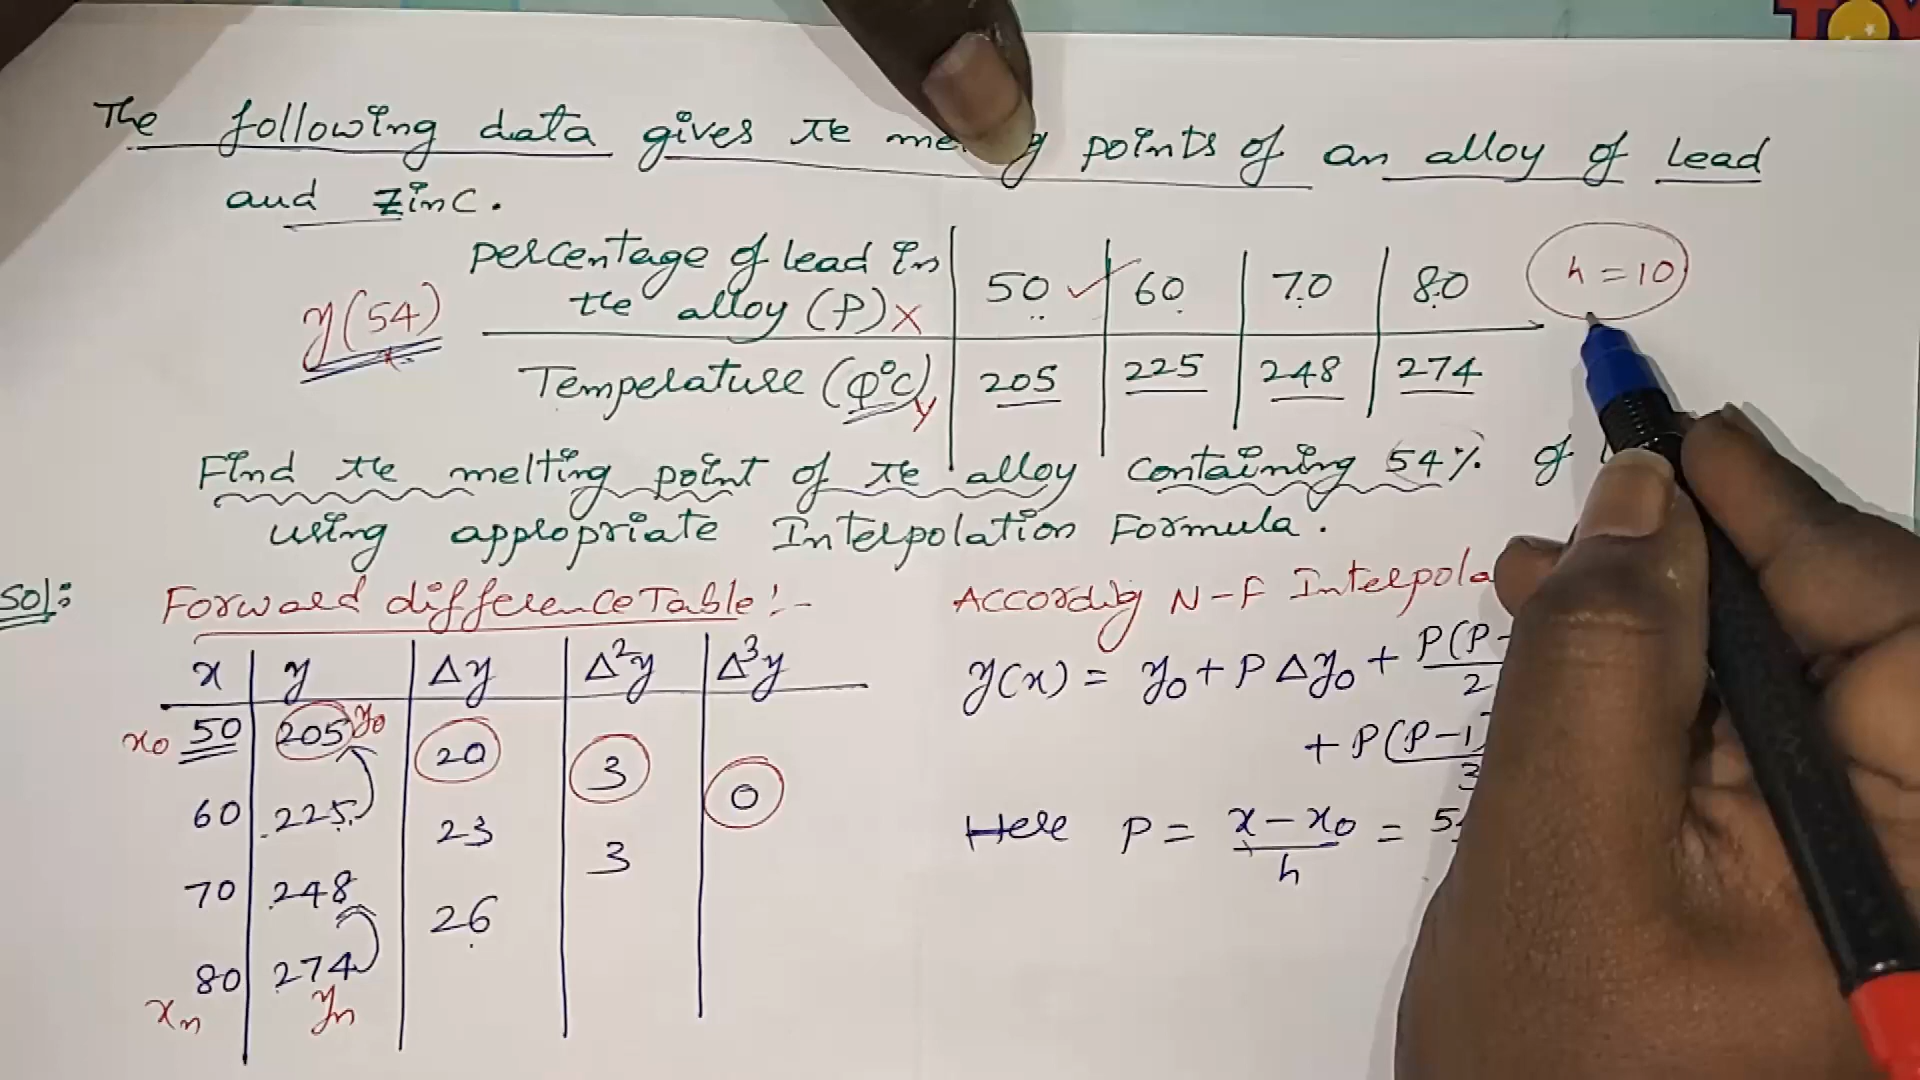 TOY
The following data gives the points of an alloy of Lead
and Zinc.
percentage of lead in the alloy (P) x | 50 | 60 | 70 | 80
h = 10
y(54)
Temperature (Φ°C) y | 205 | 225 | 248 | 274
Find the melting point of the alloy containing 54% of
using appropriate Interpolation Formula.
Sol:
Forward difference Table :-
x | y | Δy | Δ²y | Δ³y
x0 50 | 205 y0 | 20 | 3 | 0
60 | 225 | 23 | 3
70 | 248 | 26
80 | 274
xn yn
According N-F Interpola
y(x) = y0 + P Δy0 + P(P- / 2
+ P(P-1) / 3
Here P = x - x0 / h = 5